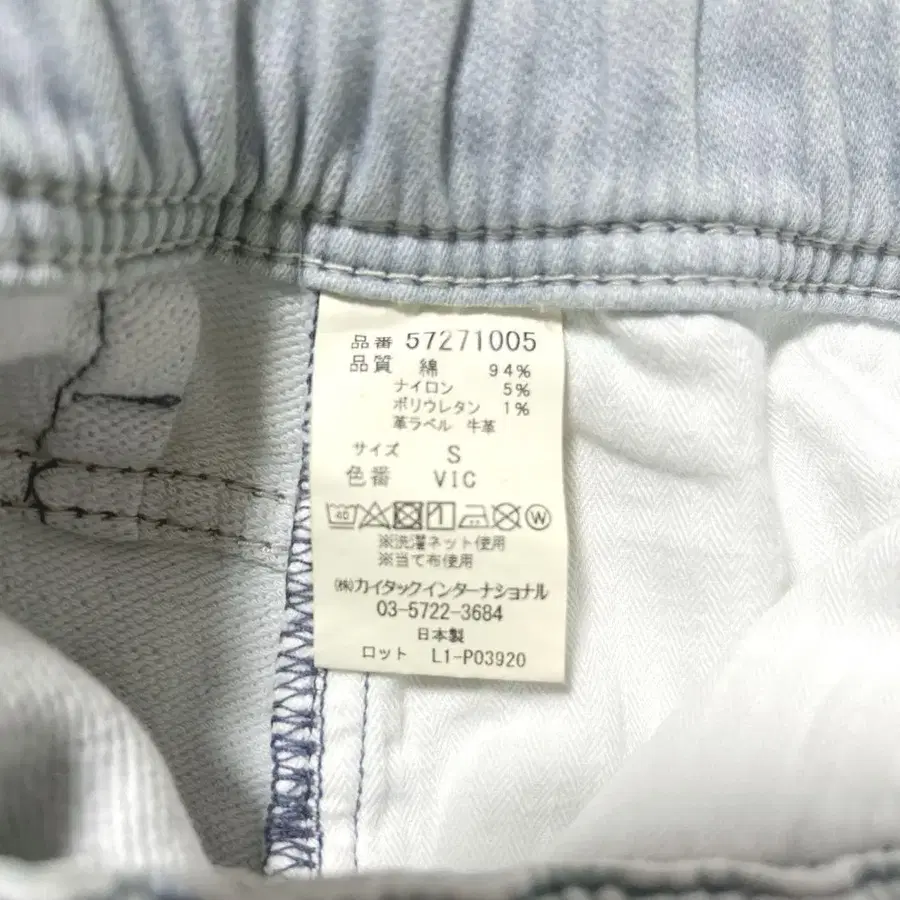 品番 57271005
品質 綿 94%
ナイロン 5%
ポリウレタン 1%
革ラベル 牛革
サイズ S
色番 VIC
40 W
※洗濯ネット使用
※当て布使用
㈱カイタックインターナショナル
03-5722-3684
日本製
ロット L1-P03920